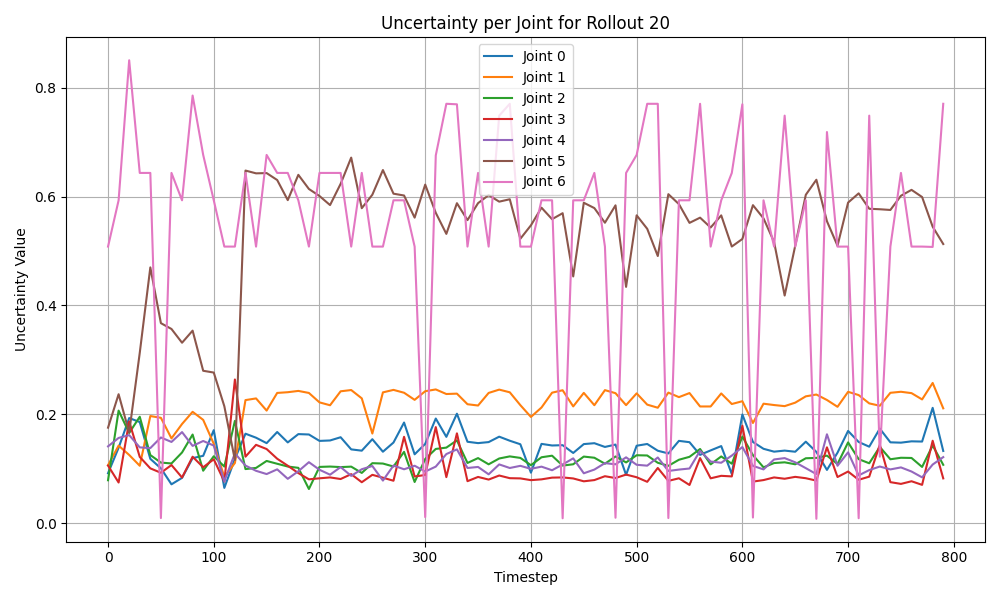 Uncertainty per Joint for Rollout 20
Joint 0
Joint 1
Joint 2
Joint 3
Joint 4
Joint 5
Joint 6
Uncertainty Value
0.8
0.6
0.4
0.2
0.0
0 100 200 300 400 500 600 700 800
Timestep